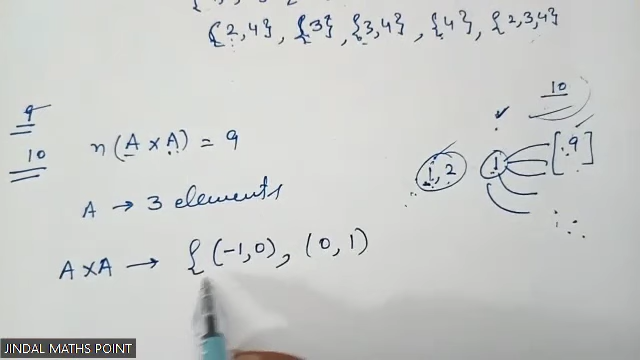 {2,4}, {3}, {3,4}, {4}, {2,3,4}
9
10
n(A × A) = 9
A → 3 elements
A×A → {(-1,0), (0,1)
10
✓
1,2 1 [9]
JINDAL MATHS POINT